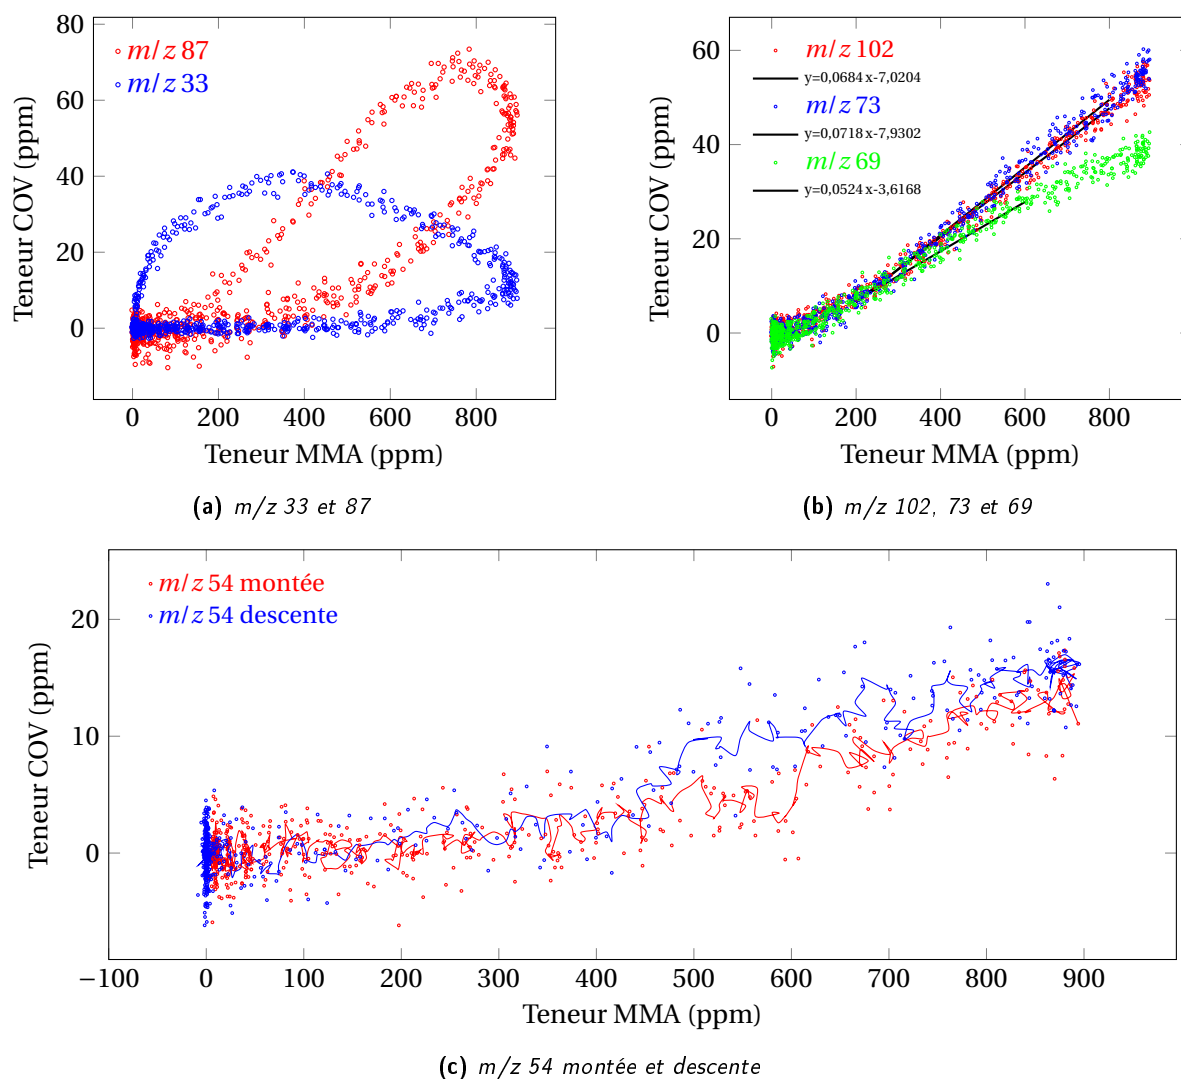 80
60
40
20
0
Teneur COV (ppm)
m/z 87
m/z 33
0 200 400 600 800
Teneur MMA (ppm)
(a) m/z 33 et 87
60
40
20
0
Teneur COV (ppm)
m/z 102
y=0,0684 x-7,0204
m/z 73
y=0,0718 x-7,9302
m/z 69
y=0,0524 x-3,6168
0 200 400 600 800
Teneur MMA (ppm)
(b) m/z 102, 73 et 69
20
10
0
Teneur COV (ppm)
m/z 54 montée
m/z 54 descente
−100 0 100 200 300 400 500 600 700 800 900
Teneur MMA (ppm)
(c) m/z 54 montée et descente